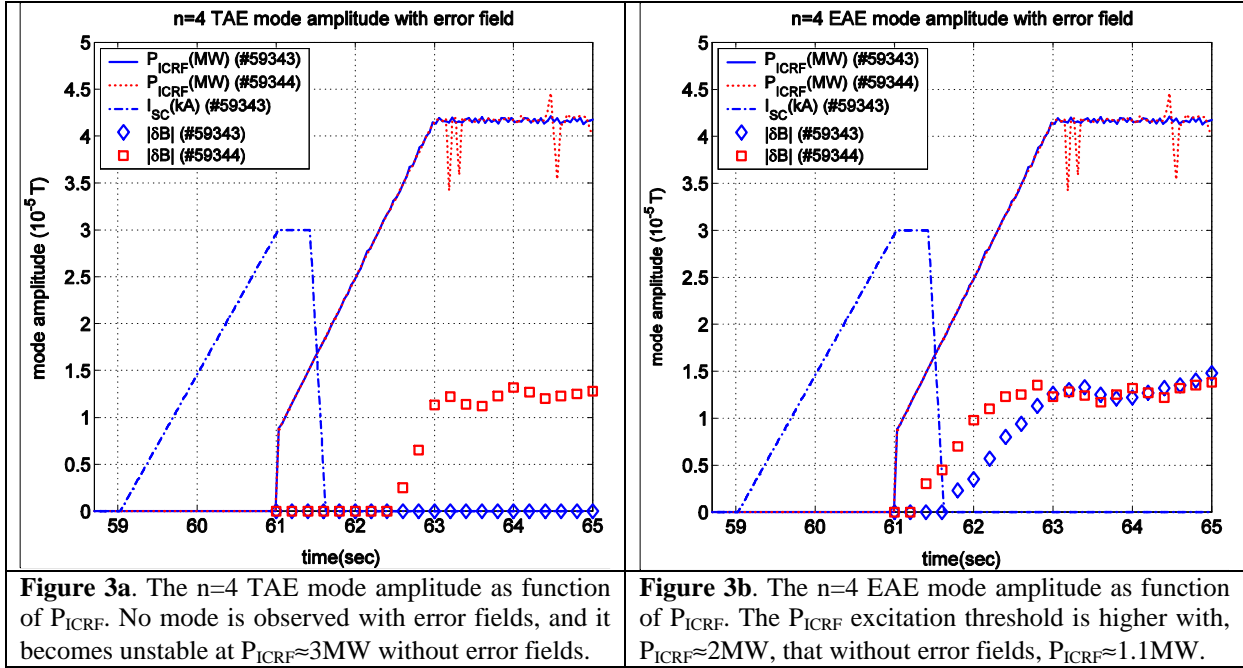 n=4 TAE mode amplitude with error field
5
4.5
4
3.5
3
2.5
2
1.5
1
0.5
0
mode amplitude (10⁻⁵ T)
P_ICRF(MW) (#59343)
P_ICRF(MW) (#59344)
I_SC(kA) (#59343)
|δB| (#59343)
|δB| (#59344)
59 60 61 62 63 64 65
time(sec)
Figure 3a. The n=4 TAE mode amplitude as function
of P_ICRF. No mode is observed with error fields, and it
becomes unstable at P_ICRF≈3MW without error fields.
n=4 EAE mode amplitude with error field
5
4.5
4
3.5
3
2.5
2
1.5
1
0.5
0
mode amplitude (10⁻⁵ T)
P_ICRF(MW) (#59343)
P_ICRF(MW) (#59344)
I_SC(kA) (#59343)
|δB| (#59343)
|δB| (#59344)
59 60 61 62 63 64 65
time(sec)
Figure 3b. The n=4 EAE mode amplitude as function
of P_ICRF. The P_ICRF excitation threshold is higher with,
P_ICRF≈2MW, that without error fields, P_ICRF≈1.1MW.